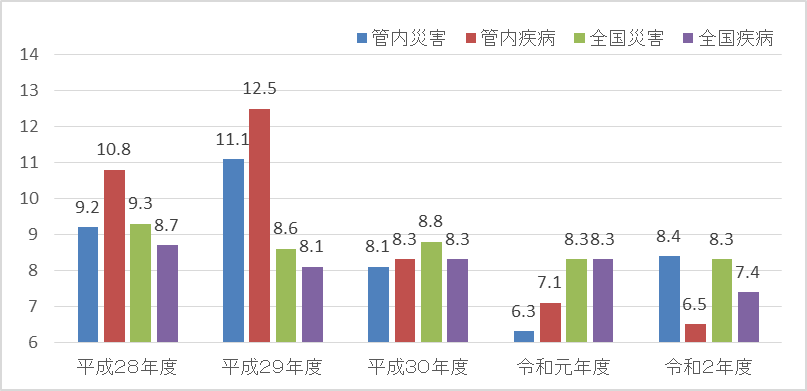 管内災害 管内疾病 全国災害 全国疾病
14
13
12
11
10
9
8
7
6
9.2 10.8 9.3 8.7
11.1 12.5 8.6 8.1
8.1 8.3 8.8 8.3
6.3 7.1 8.3 8.3
8.4 6.5 8.3 7.4
平成28年度 平成29年度 平成30年度 令和元年度 令和2年度